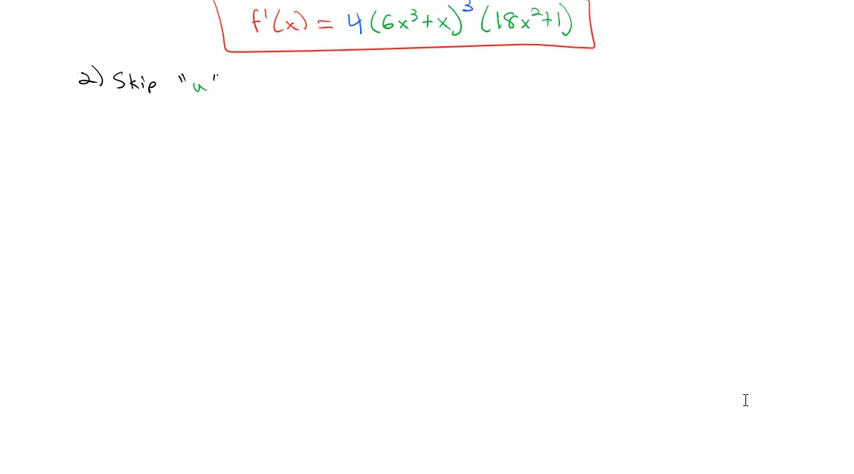 f'(x) = 4(6x³+x)³(18x²+1)
2) Skip "u"